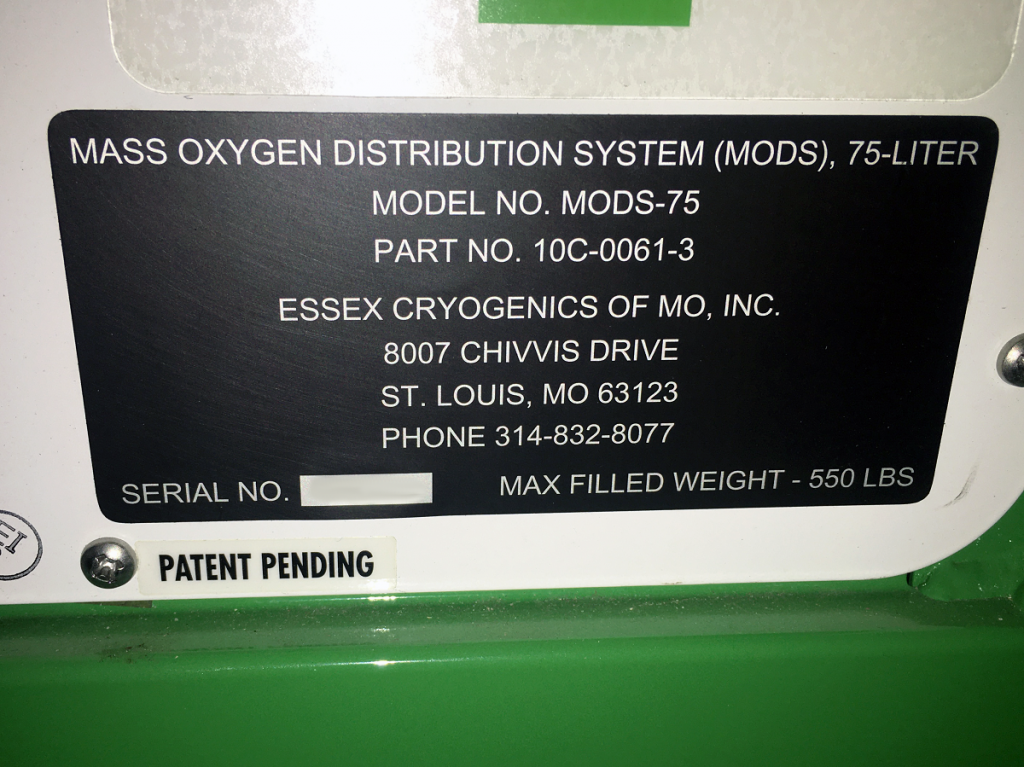 MASS OXYGEN DISTRIBUTION SYSTEM (MODS), 75-LITER
MODEL NO. MODS-75
PART NO. 10C-0061-3
ESSEX CRYOGENICS OF MO, INC.
8007 CHIVVIS DRIVE
ST. LOUIS, MO 63123
PHONE 314-832-8077
SERIAL NO. MAX FILLED WEIGHT - 550 LBS
PATENT PENDING